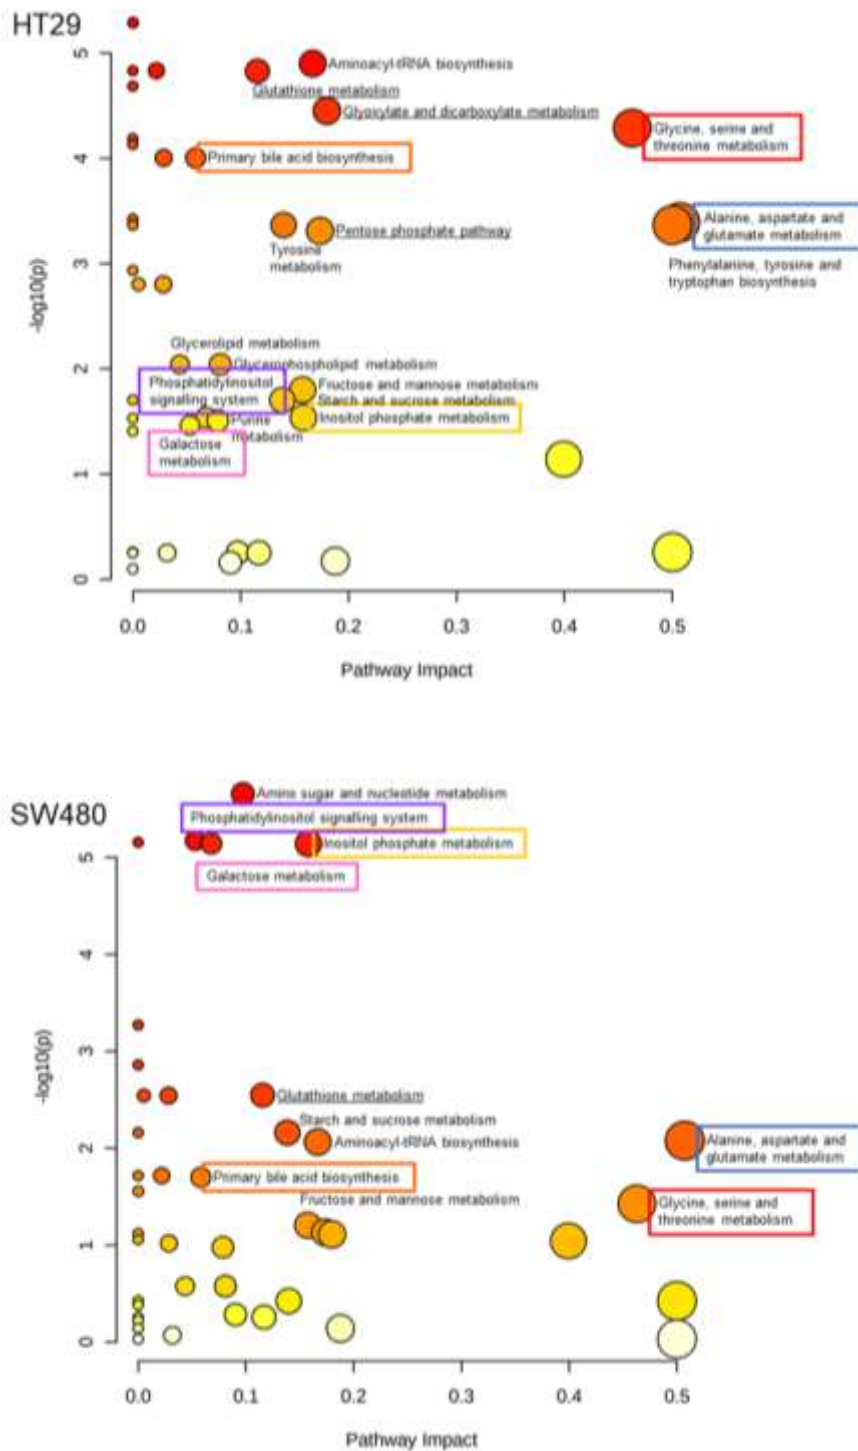 HT29
Aminoacyl-tRNA biosynthesis
Glutathione metabolism
Glyoxylate and dicarboxylate metabolism
Glycine, serine and
threonine metabolism
Primary bile acid biosynthesis
Alanine, aspartate and
glutamate metabolism
Pentose phosphate pathway
Tyrosine
metabolism
Phenylalanine, tyrosine and
tryptophan biosynthesis
Glycerolipid metabolism
Glycerophospholipid metabolism
Phosphatidylinositol
signalling system
Fructose and mannose metabolism
Starch and sucrose metabolism
Inositol phosphate metabolism
Purine
metabolism
Galactose
metabolism
-log10(p)
5
4
3
2
1
0
0.0 0.1 0.2 0.3 0.4 0.5
Pathway Impact
SW480
Amino sugar and nucleotide metabolism
Phosphatidylinositol signalling system
Inositol phosphate metabolism
Galactose metabolism
Glutathione metabolism
Starch and sucrose metabolism
Aminoacyl-tRNA biosynthesis
Alanine, aspartate and
glutamate metabolism
Primary bile acid biosynthesis
Fructose and mannose metabolism
Glycine, serine and
threonine metabolism
-log10(p)
5
4
3
2
1
0
0.0 0.1 0.2 0.3 0.4 0.5
Pathway Impact